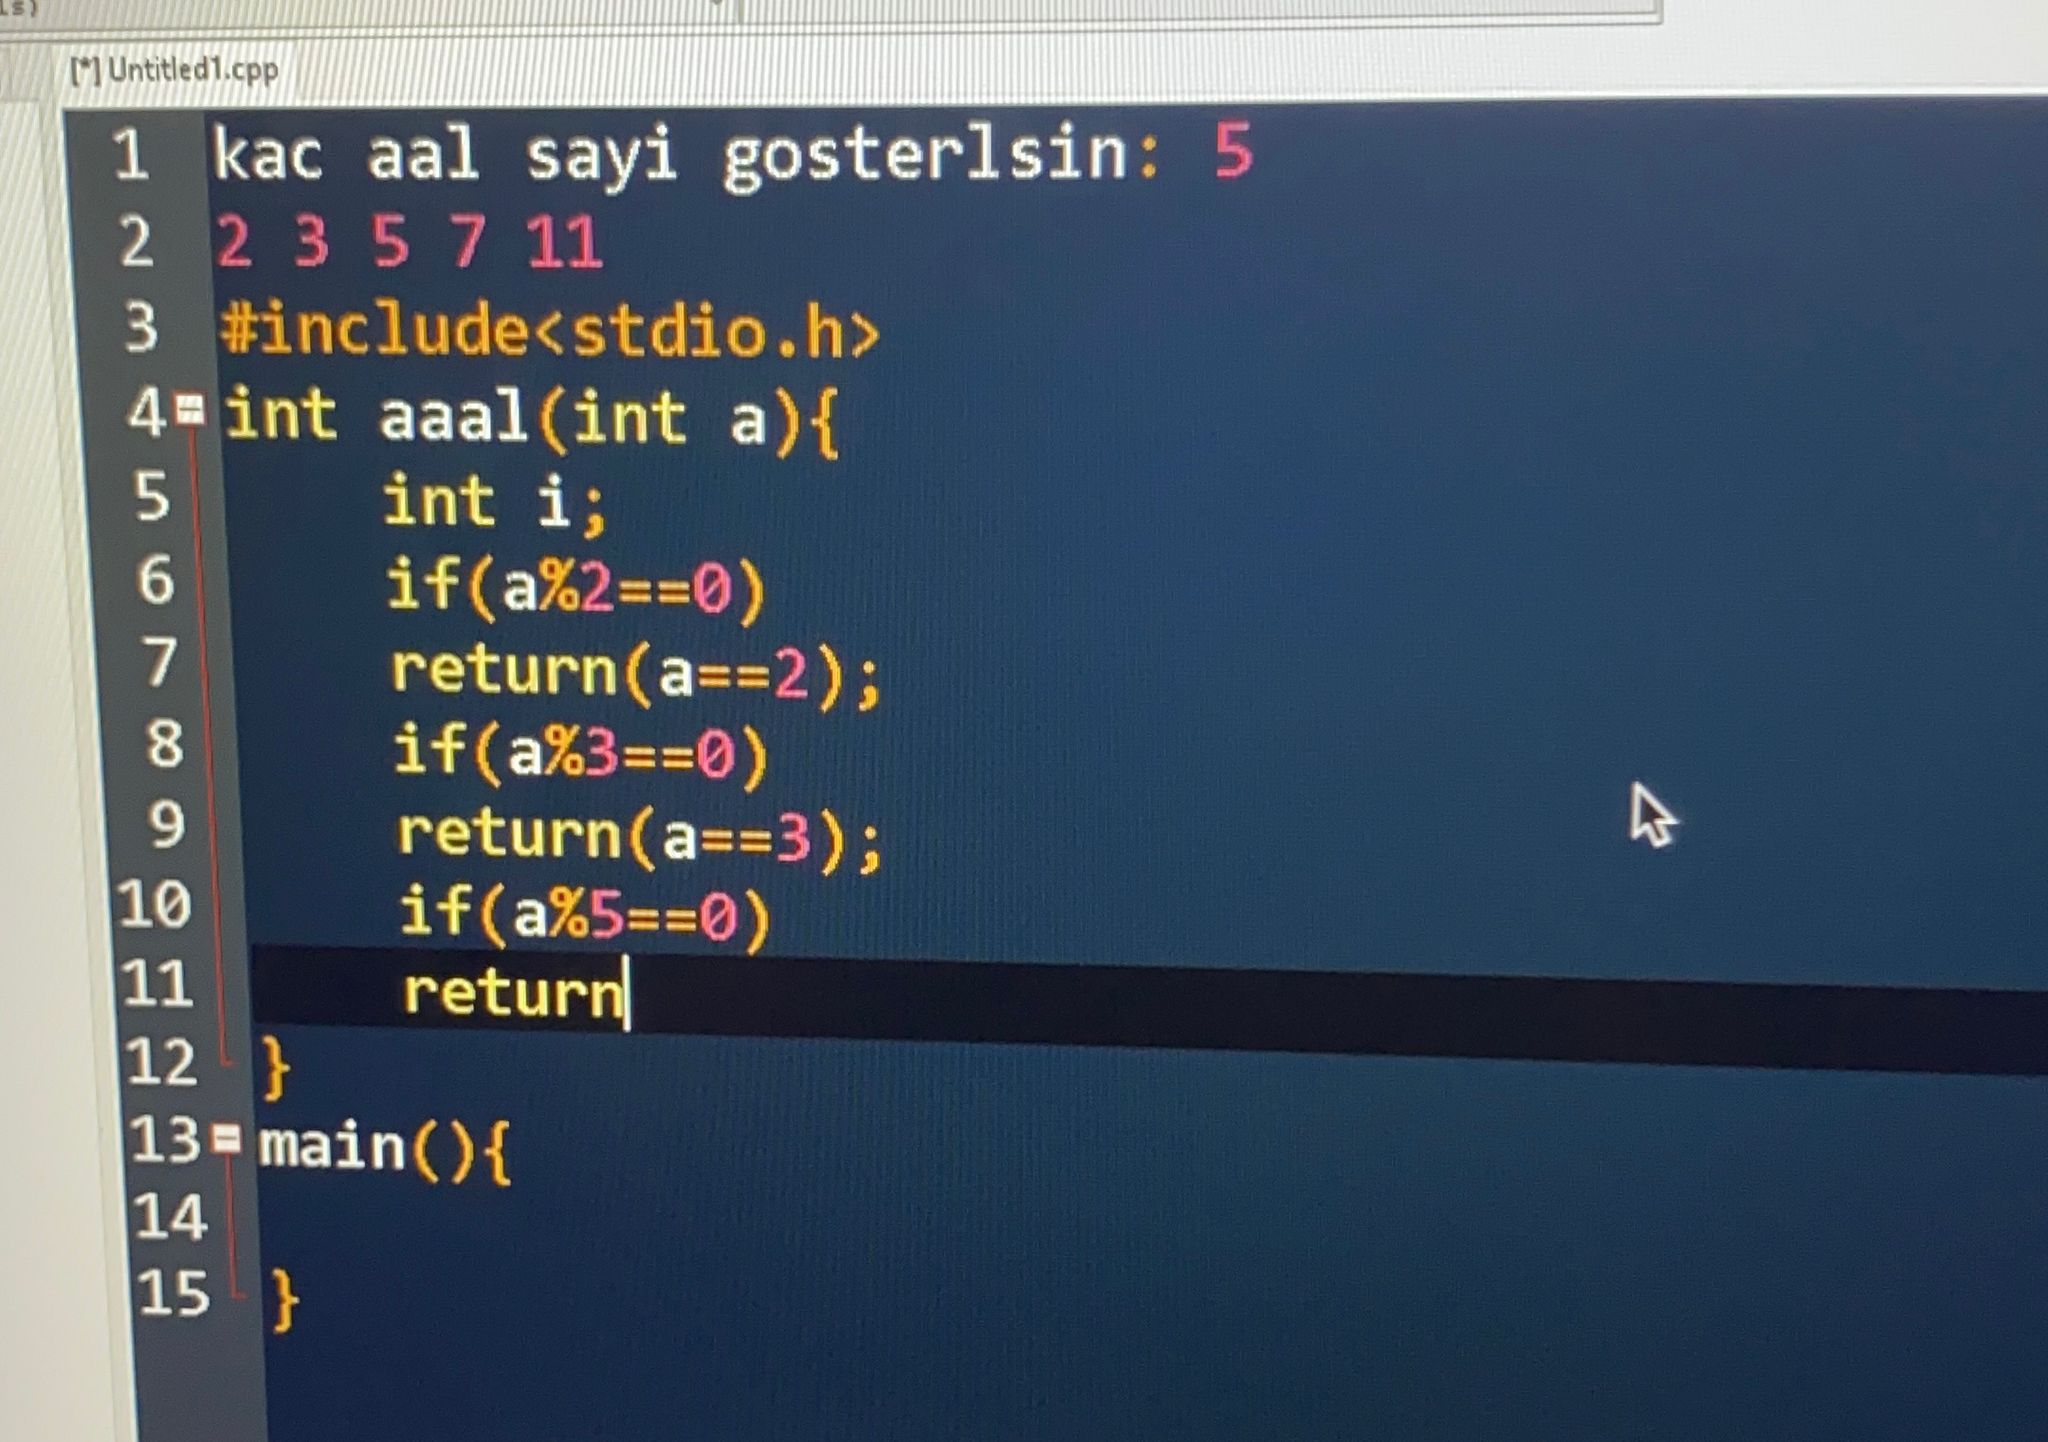 [*] Untitled1.cpp
1 kac aal sayi gosterlsin: 5
2 2 3 5 7 11
3 #include<stdio.h>
4 int aaal(int a){
5 int i;
6 if(a%2==0)
7 return(a==2);
8 if(a%3==0)
9 return(a==3);
10 if(a%5==0)
11 return
12 }
13 main(){
14
15 }